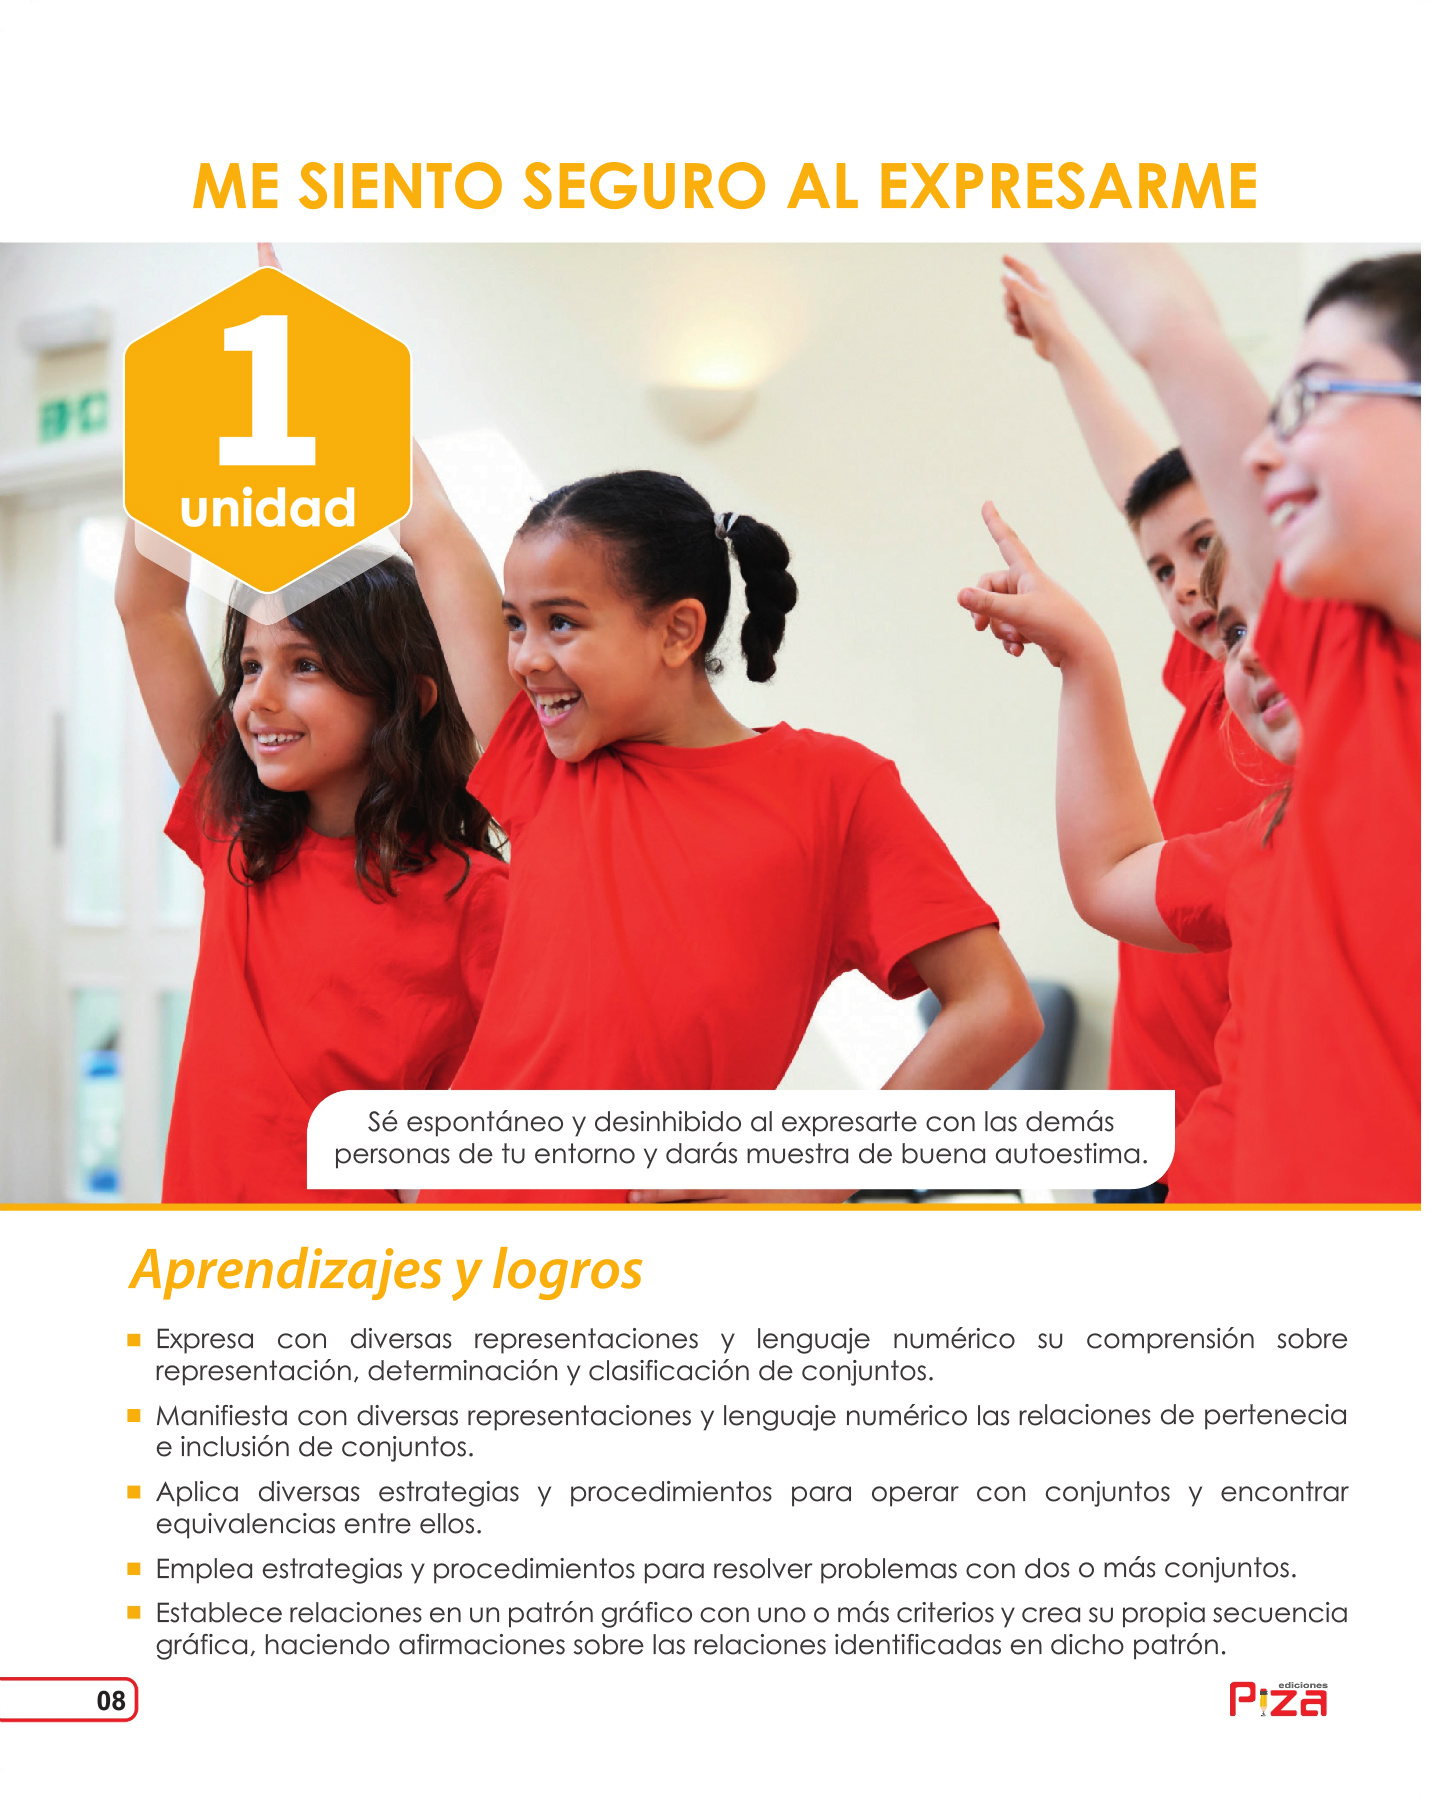 ME SIENTO SEGURO AL EXPRESARME
1
unidad
Sé espontáneo y desinhibido al expresarte con las demás
personas de tu entorno y darás muestra de buena autoestima.
Aprendizajes y logros
Expresa con diversas representaciones y lenguaje numérico su comprensión sobre
representación, determinación y clasificación de conjuntos.
Manifiesta con diversas representaciones y lenguaje numérico las relaciones de pertenecia
e inclusión de conjuntos.
Aplica diversas estrategias y procedimientos para operar con conjuntos y encontrar
equivalencias entre ellos.
Emplea estrategias y procedimientos para resolver problemas con dos o más conjuntos.
Establece relaciones en un patrón gráfico con uno o más criterios y crea su propia secuencia
gráfica, haciendo afirmaciones sobre las relaciones identificadas en dicho patrón.
08
ediciones
Piza